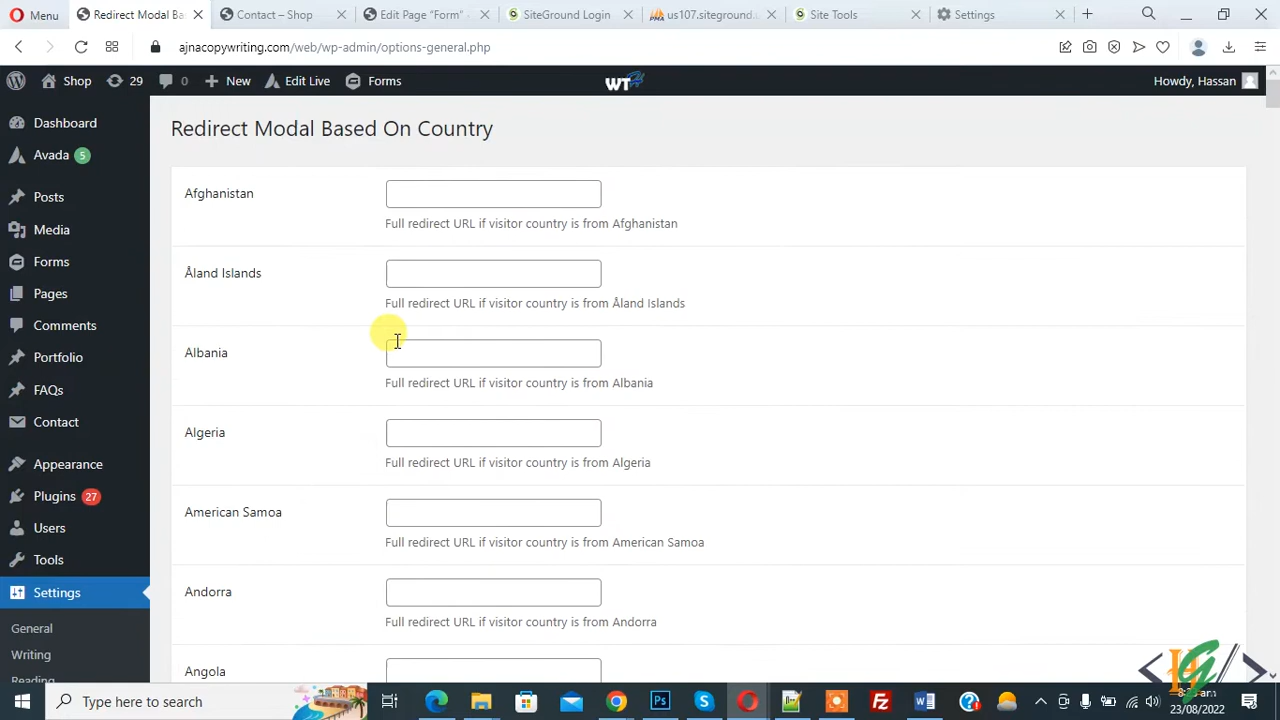 Menu
Redirect Modal Ba
Contact – Shop
Edit Page “Form” –
SiteGround Login
us107.siteground.
Site Tools
Settings
ajnacopywriting.com/web/wp-admin/options-general.php
Shop
29
0
New
Edit Live
Forms
WT
Howdy, Hassan
Dashboard
Avada 5
Posts
Media
Forms
Pages
Comments
Portfolio
FAQs
Contact
Appearance
Plugins 27
Users
Tools
Settings
General
Writing
Reading
Redirect Modal Based On Country
Afghanistan
Full redirect URL if visitor country is from Afghanistan
Åland Islands
Full redirect URL if visitor country is from Åland Islands
Albania
Full redirect URL if visitor country is from Albania
Algeria
Full redirect URL if visitor country is from Algeria
American Samoa
Full redirect URL if visitor country is from American Samoa
Andorra
Full redirect URL if visitor country is from Andorra
Angola
Type here to search
23/08/2022